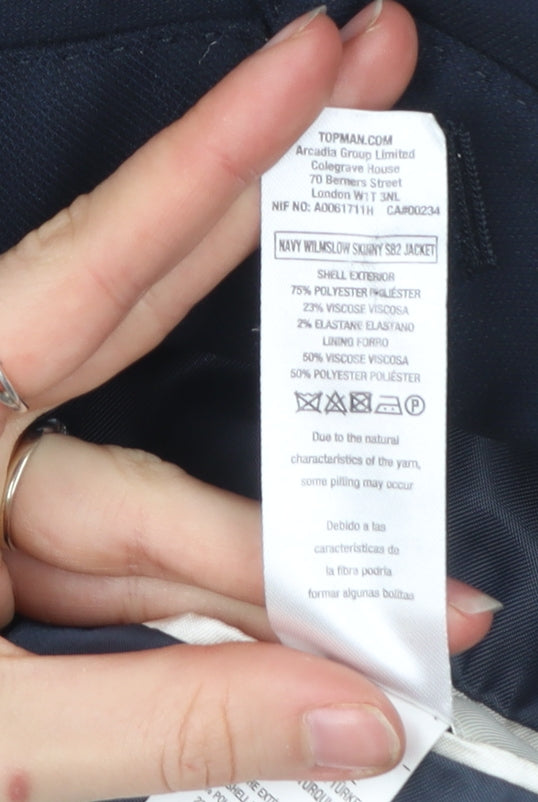 TOPMAN.COM
Arcadia Group Limited
Colegrave House
70 Berners Street
London W1T 3NL
NIF NO: A0061711H CA#00234
NAVY WILMSLOW SKINNY SB2 JACKET
SHELL EXTERIOR
75% POLYESTER POLIÉSTER
23% VISCOSE VISCOSA
2% ELASTANE ELASTANO
LINING FORRO
50% VISCOSE VISCOSA
50% POLYESTER POLIÉSTER
P
Due to the natural
characteristics of the yarn,
some pilling may occur
Debido a las
características de
la fibra podría
formar algunas bolitas